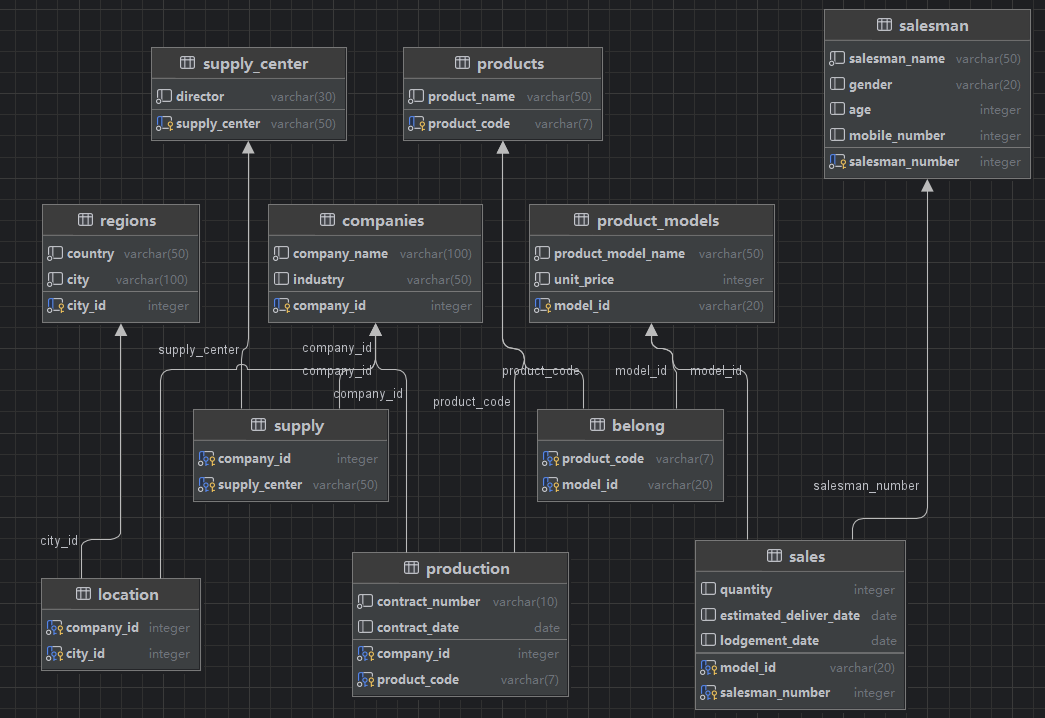 salesman
salesman_name varchar(50)
gender varchar(20)
age integer
mobile_number integer
salesman_number integer
supply_center
director varchar(30)
supply_center varchar(50)
products
product_name varchar(50)
product_code varchar(7)
regions
country varchar(50)
city varchar(100)
city_id integer
companies
company_name varchar(100)
industry varchar(50)
company_id integer
product_models
product_model_name varchar(50)
unit_price integer
model_id varchar(20)
supply_center
company_id
company_id
company_id
product_code
product_code
model_id
model_id
supply
company_id integer
supply_center varchar(50)
belong
product_code varchar(7)
model_id varchar(20)
salesman_number
city_id
location
company_id integer
city_id integer
production
contract_number varchar(10)
contract_date date
company_id integer
product_code varchar(7)
sales
quantity integer
estimated_deliver_date date
lodgement_date date
model_id varchar(20)
salesman_number integer